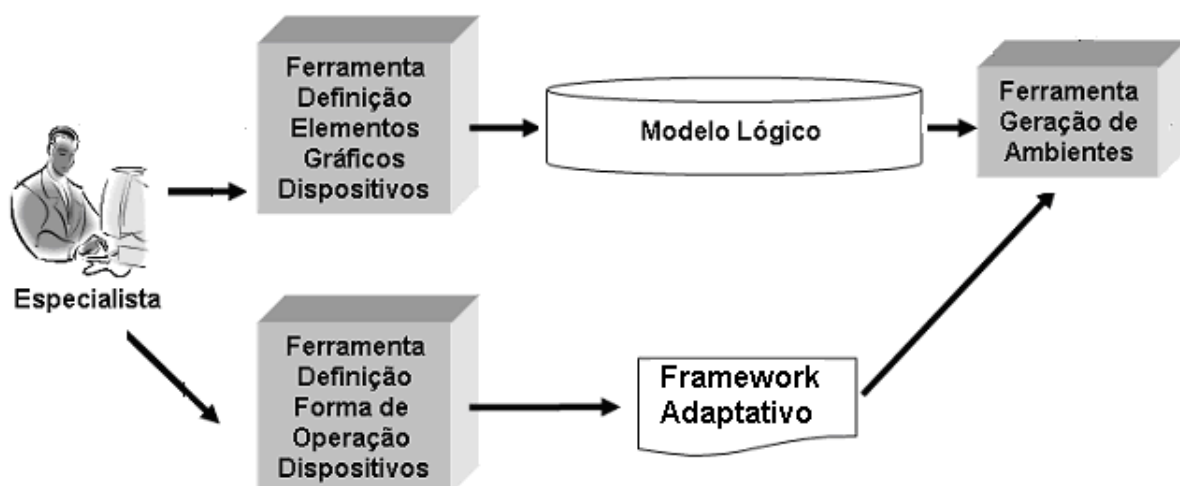 Ferramenta
Definição
Elementos
Gráficos
Dispositivos
Modelo Lógico
Ferramenta
Geração de
Ambientes
Especialista
Ferramenta
Definição
Forma de
Operação
Dispositivos
Framework
Adaptativo